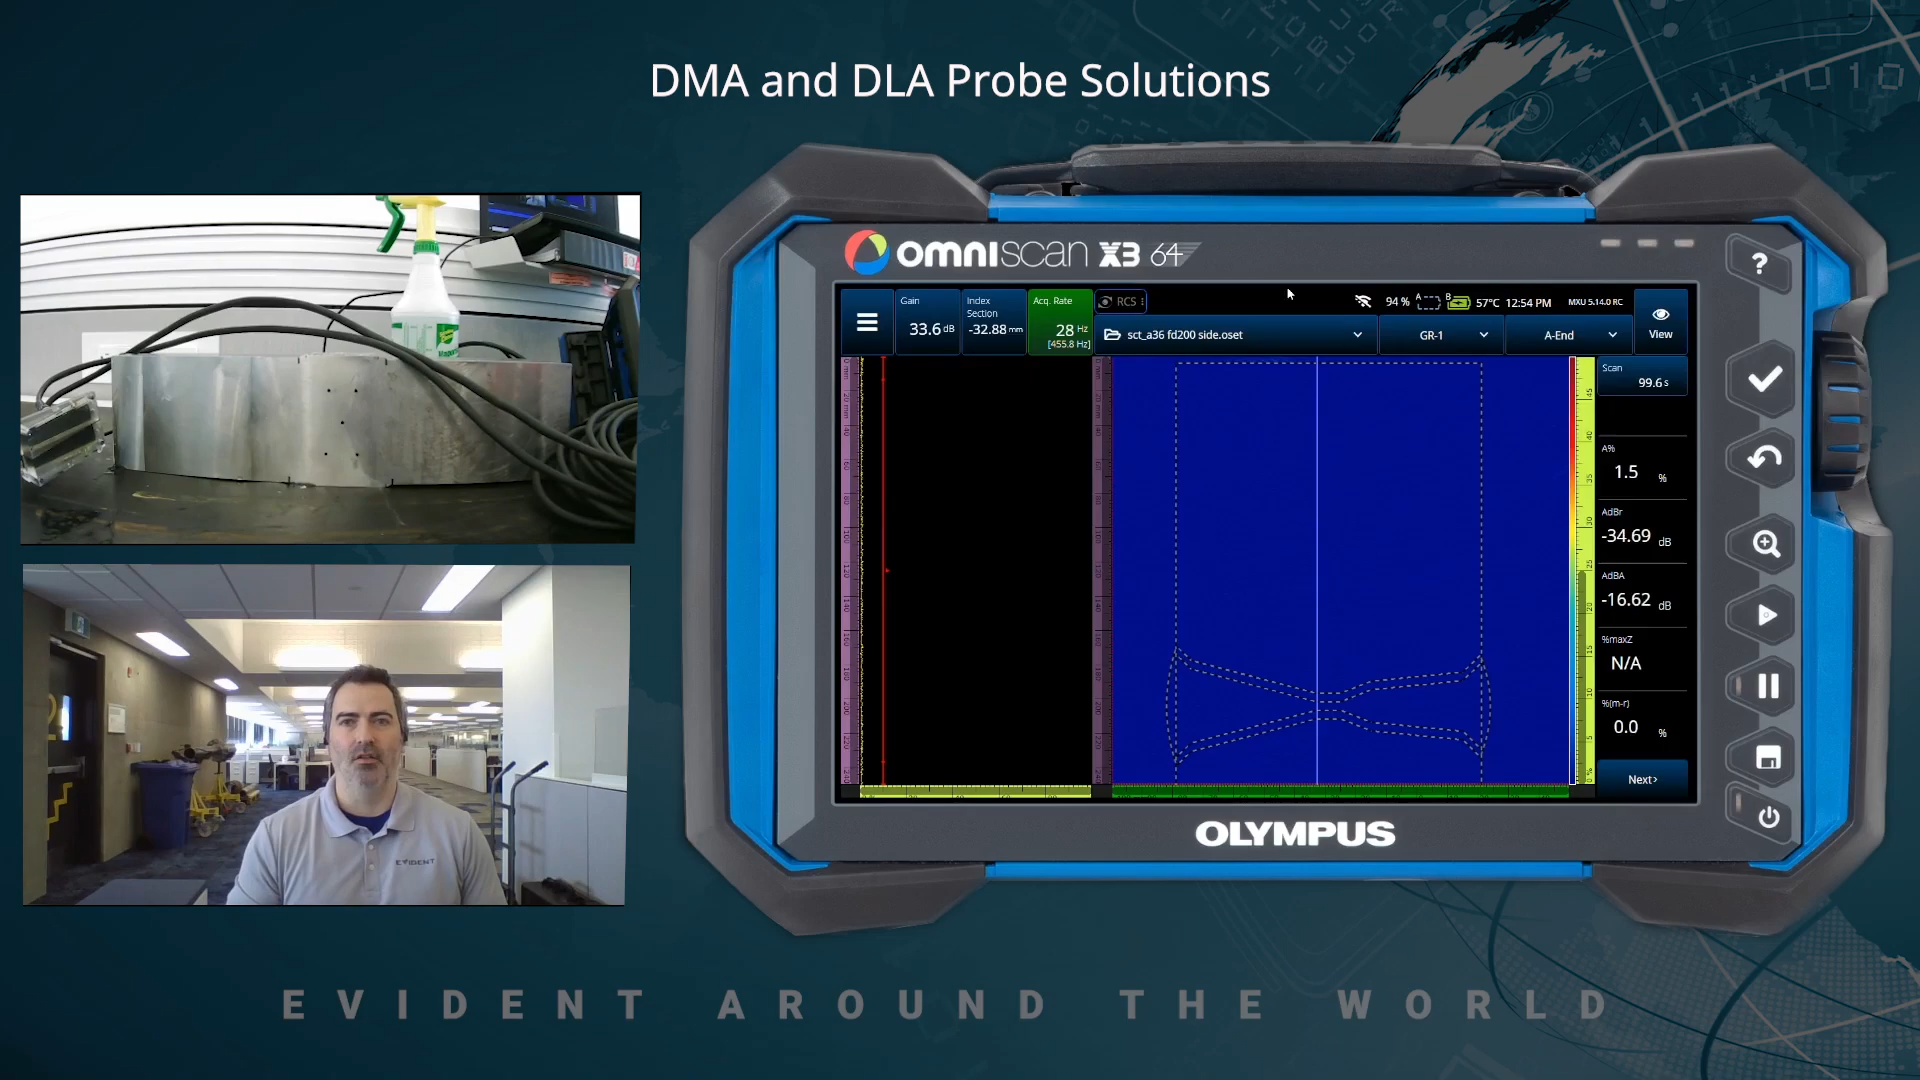 DMA and DLA Probe Solutions
OMNISCAN X3 64
?
Gain
33.6 dB
Index
Section
-32.88 mm
Acq. Rate
28 Hz
[455.8 Hz]
RCS
94 %
A
B
57°C
12:54 PM
MXU 5.14.0 RC
sct_a36 fd200 side.oset
GR-1
A-End
View
Scan
99.6 s
A%
1.5 %
AdBr
-34.69 dB
AdBA
-16.62 dB
%maxZ
N/A
%(m-r)
0.0 %
Next>
OLYMPUS
EVIDENT
EVIDENT AROUND THE WORLD